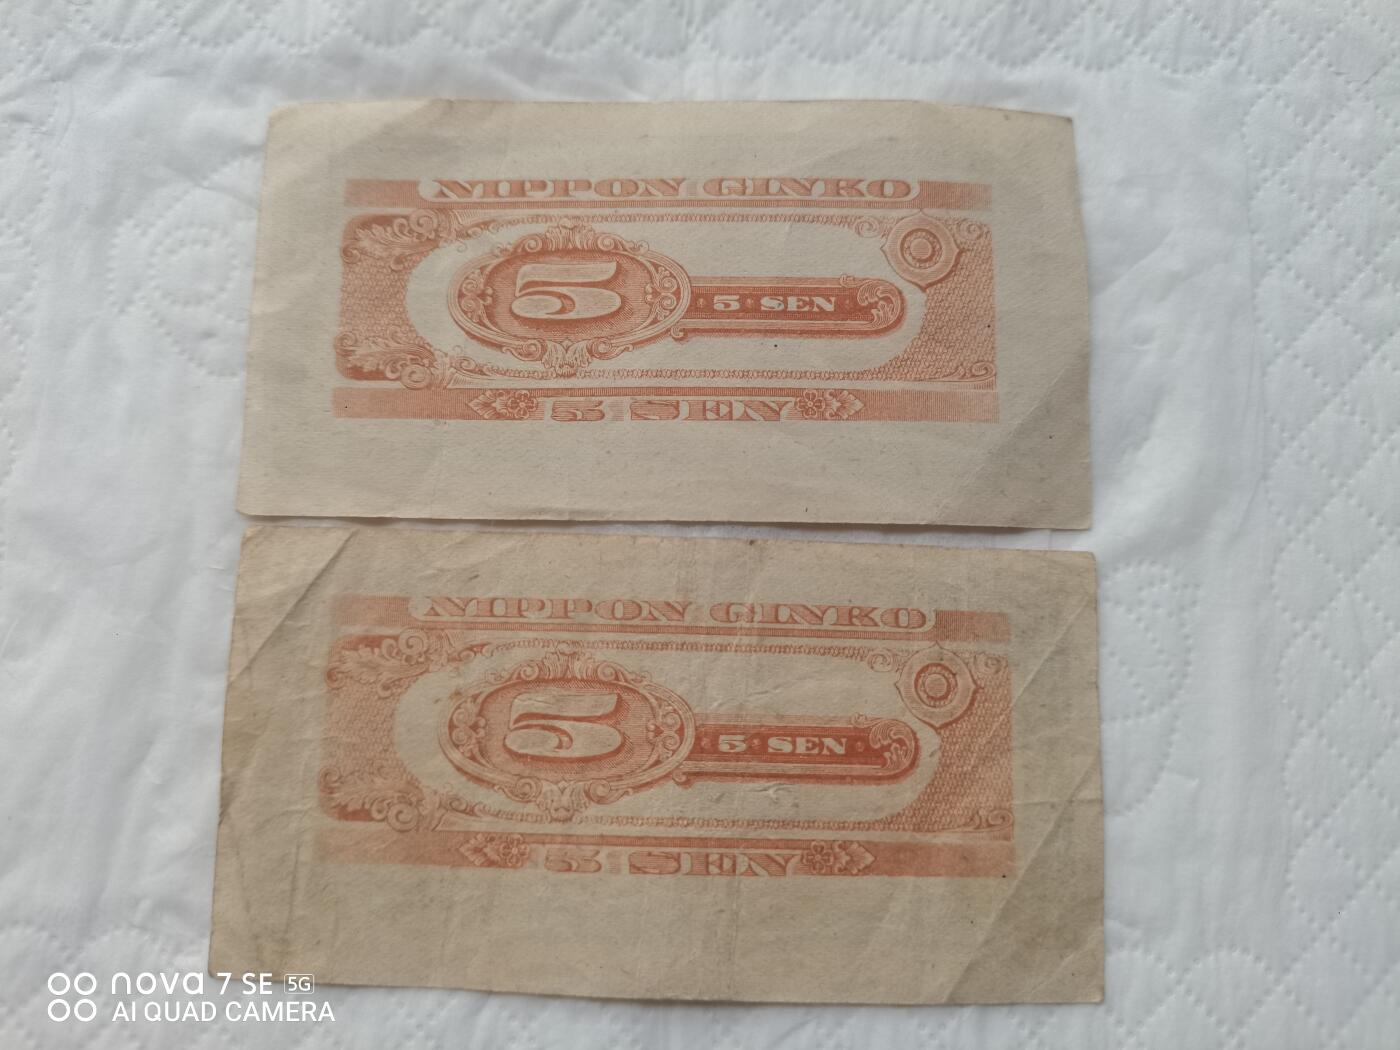 NIPPON GINKO
5
5 SEN
5 SEN
NIPPON GINKO
5
5 SEN
5 SEN
nova 7 SE 5G
AI QUAD CAMERA